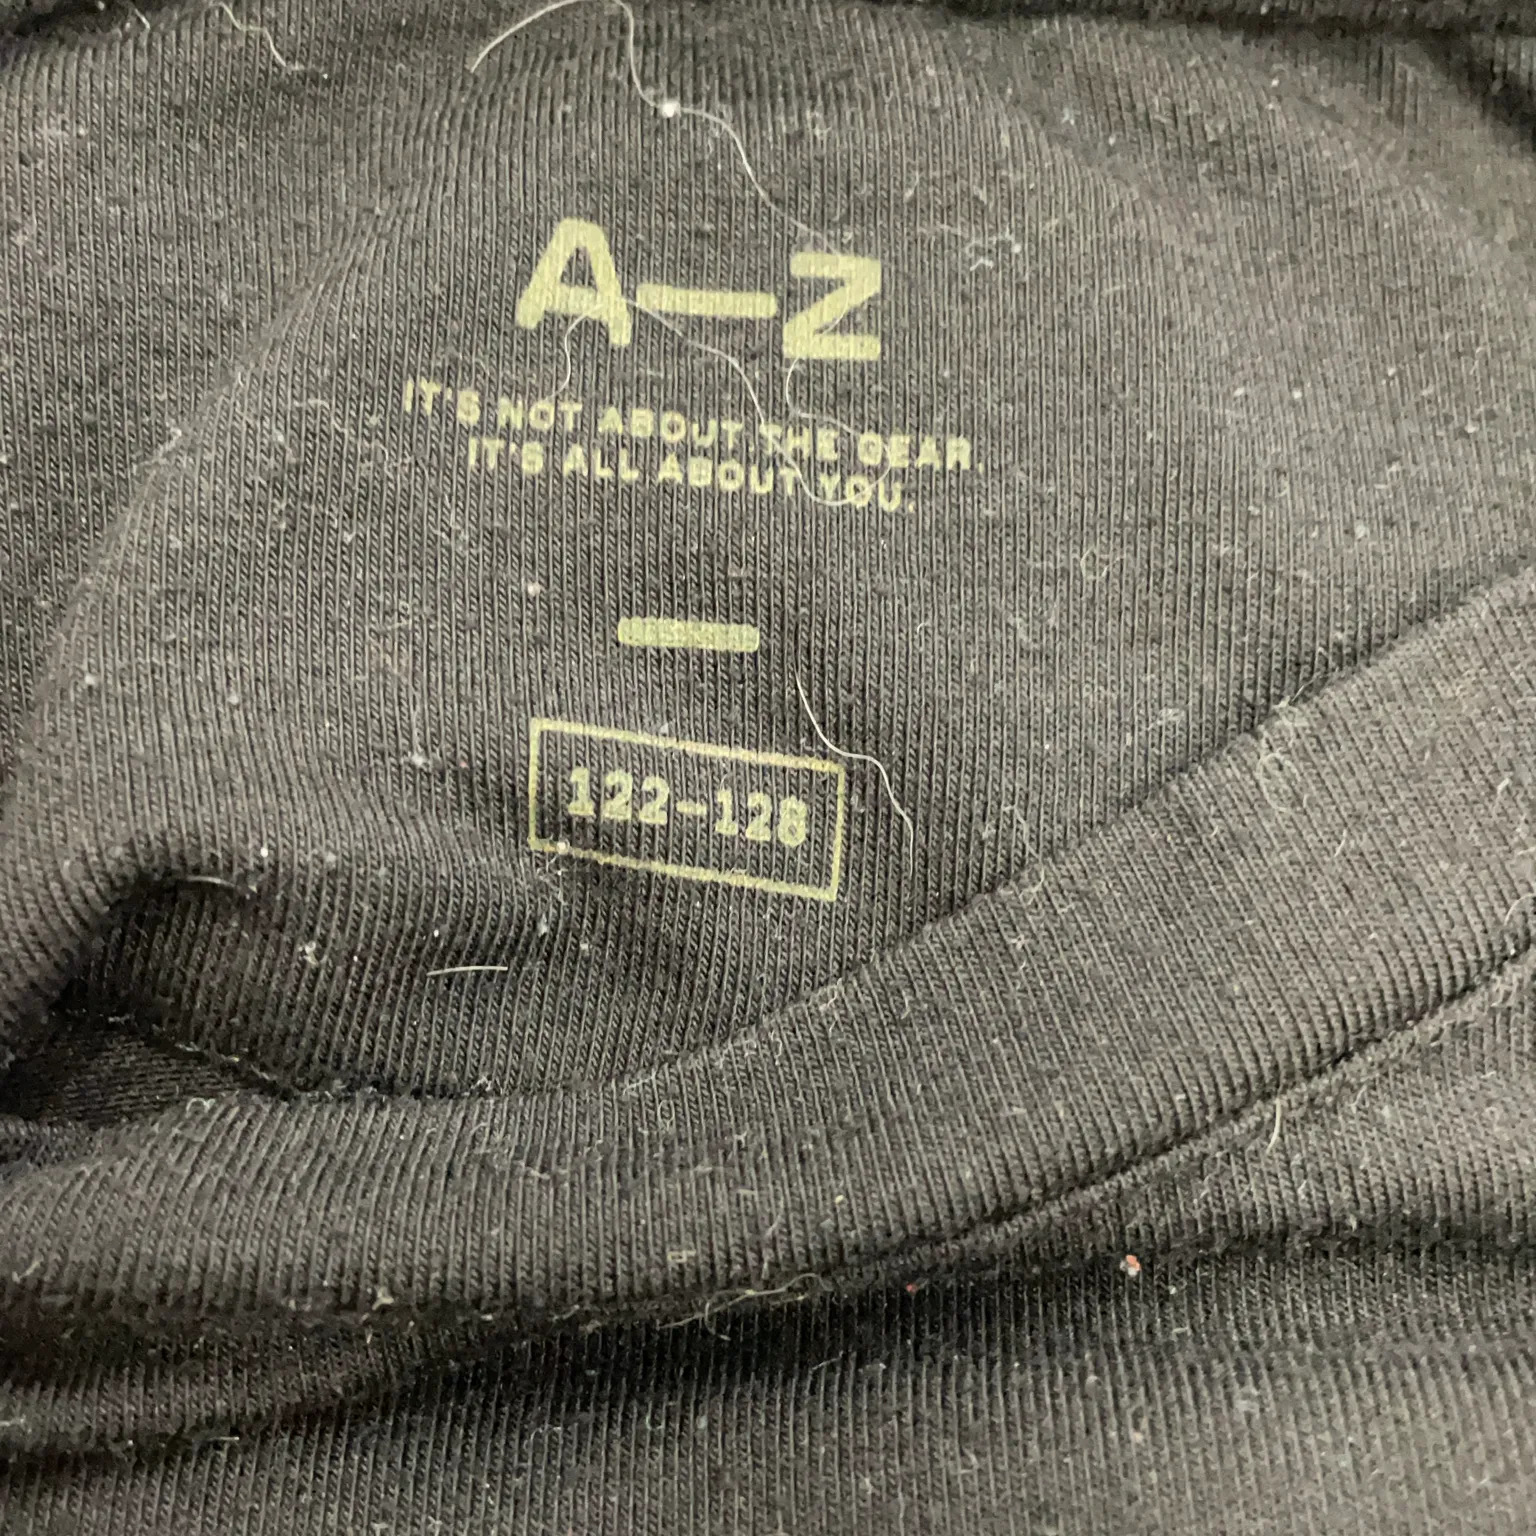 A-Z
IT'S NOT ABOUT THE GEAR.
IT'S ALL ABOUT YOU.
122-128